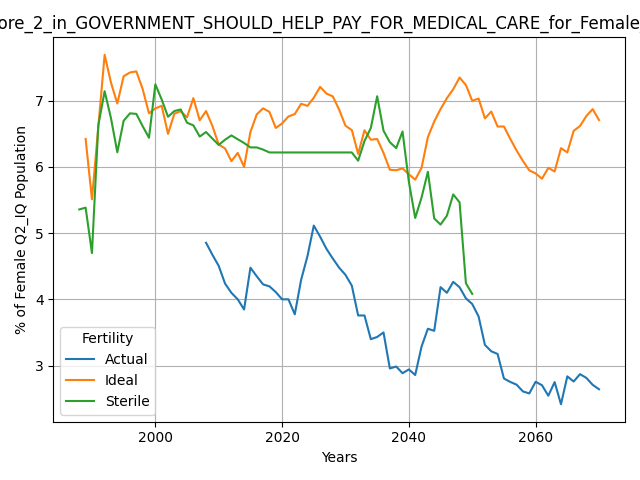 ore_2_in_GOVERNMENT_SHOULD_HELP_PAY_FOR_MEDICAL_CARE_for_Female
% of Female Q2_IQ Population
7
6
5
4
3
Fertility
Actual
Ideal
Sterile
2000 2020 2040 2060
Years